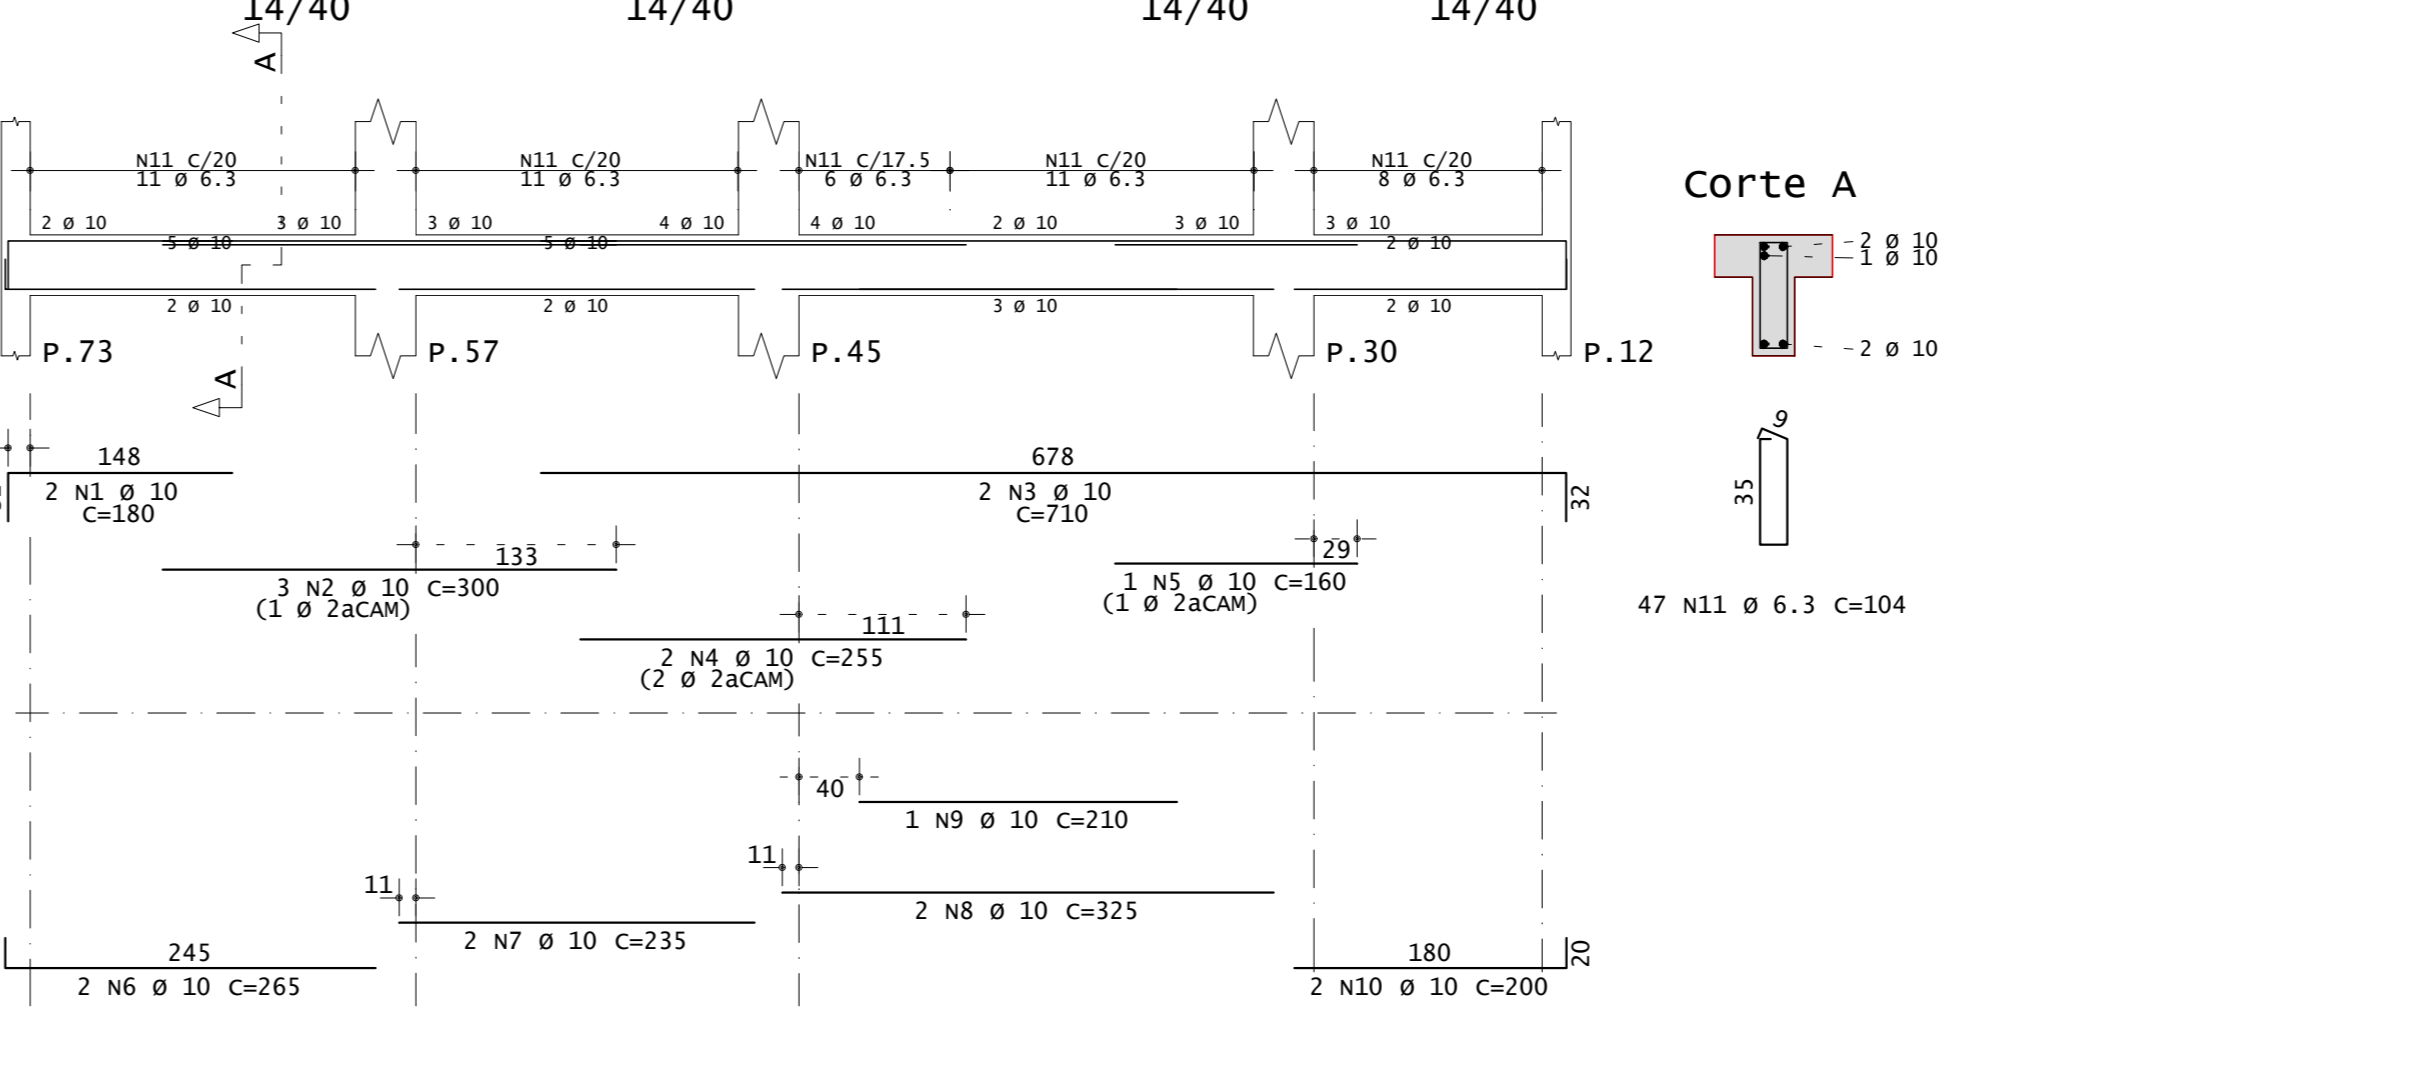 14/40 14/40 14/40 14/40
A
N11 C/20 N11 C/20 N11 C/17.5 N11 C/20 N11 C/20
11 Ø 6.3 11 Ø 6.3 6 Ø 6.3 11 Ø 6.3 8 Ø 6.3
Corte A
2 Ø 10 3 Ø 10 3 Ø 10 4 Ø 10 4 Ø 10 2 Ø 10 3 Ø 10 3 Ø 10
5 Ø 10 5 Ø 10 2 Ø 10
2 Ø 10
1 Ø 10
2 Ø 10 2 Ø 10 3 Ø 10 2 Ø 10
2 Ø 10
P.73 P.57 P.45 P.30 P.12
A
9
148 678
2 N1 Ø 10 2 N3 Ø 10 32 35
C=180 C=710
133 29
3 N2 Ø 10 C=300 1 N5 Ø 10 C=160
(1 Ø 2aCAM) (1 Ø 2aCAM)
47 N11 Ø 6.3 C=104
111
2 N4 Ø 10 C=255
(2 Ø 2aCAM)
40
1 N9 Ø 10 C=210
11
11
2 N8 Ø 10 C=325
2 N7 Ø 10 C=235
245 180 20
2 N6 Ø 10 C=265 2 N10 Ø 10 C=200